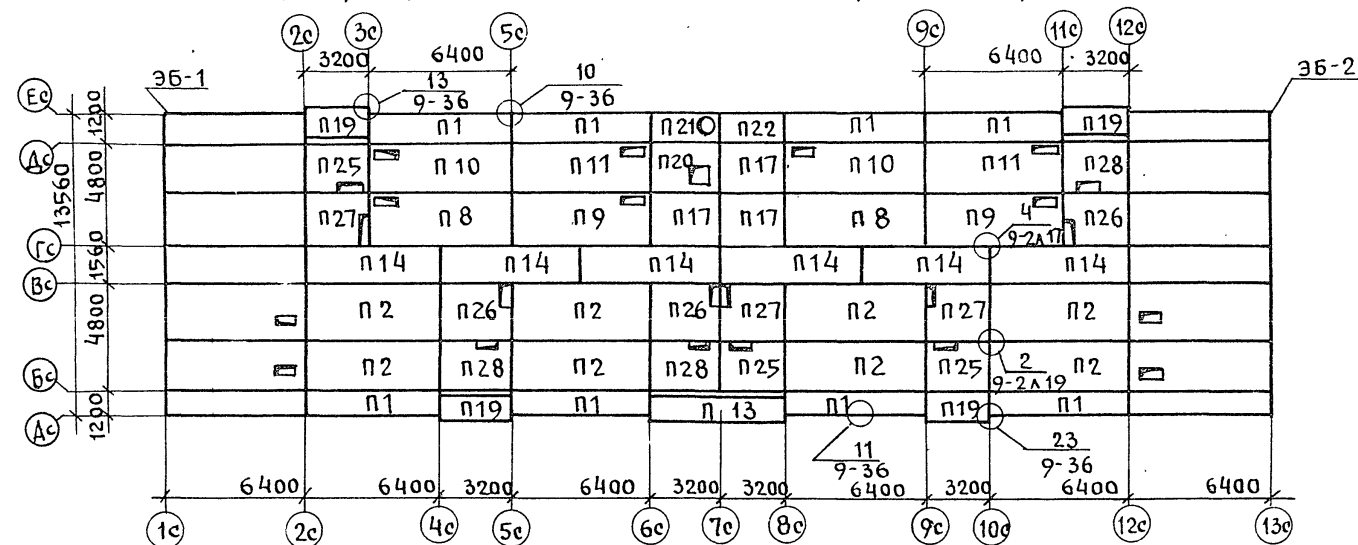 2с 3с 5с 9с 11с 12с
3200 6400 6400 3200
ЭБ-1 13 9-36 10 9-36 ЭБ-2
Ес 1200 П19 П1 П1 П21 П22 П1 П1 П19
Дс 4800 П25 П10 П11 П20 П17 П10 П11 П28
13560 П27 П8 П9 П17 П17 П8 П9 4 9-2л17 П26
Гс 1560 П14 П14 П14 П14 П14 П14
Вс 4800 П2 П26 П2 П26 П27 П2 П27 П2
П2 П28 П2 П28 П25 П2 П25 2 9-2л19 П2
Бс 1200 П1 П19 П1 П13 П1 П19 П1
Ас 11 9-36 23 9-36
6400 6400 3200 6400 3200 3200 6400 3200 6400 6400
1с 2с 4с 5с 6с 7с 8с 9с 10с 12с 13с